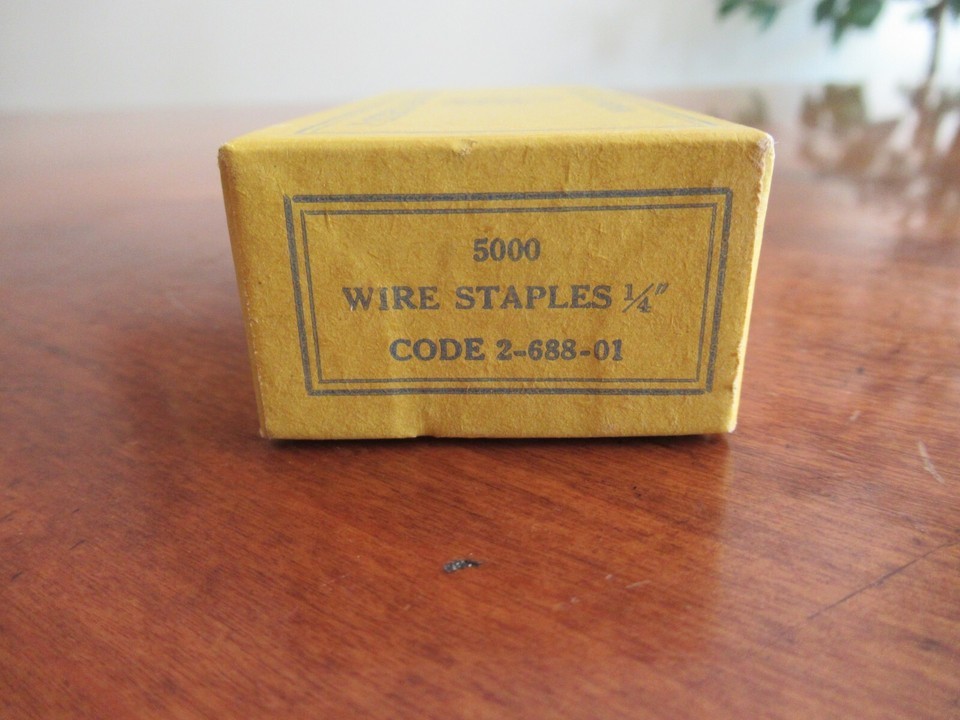 5000
WIRE STAPLES ¼"
CODE 2-688-01